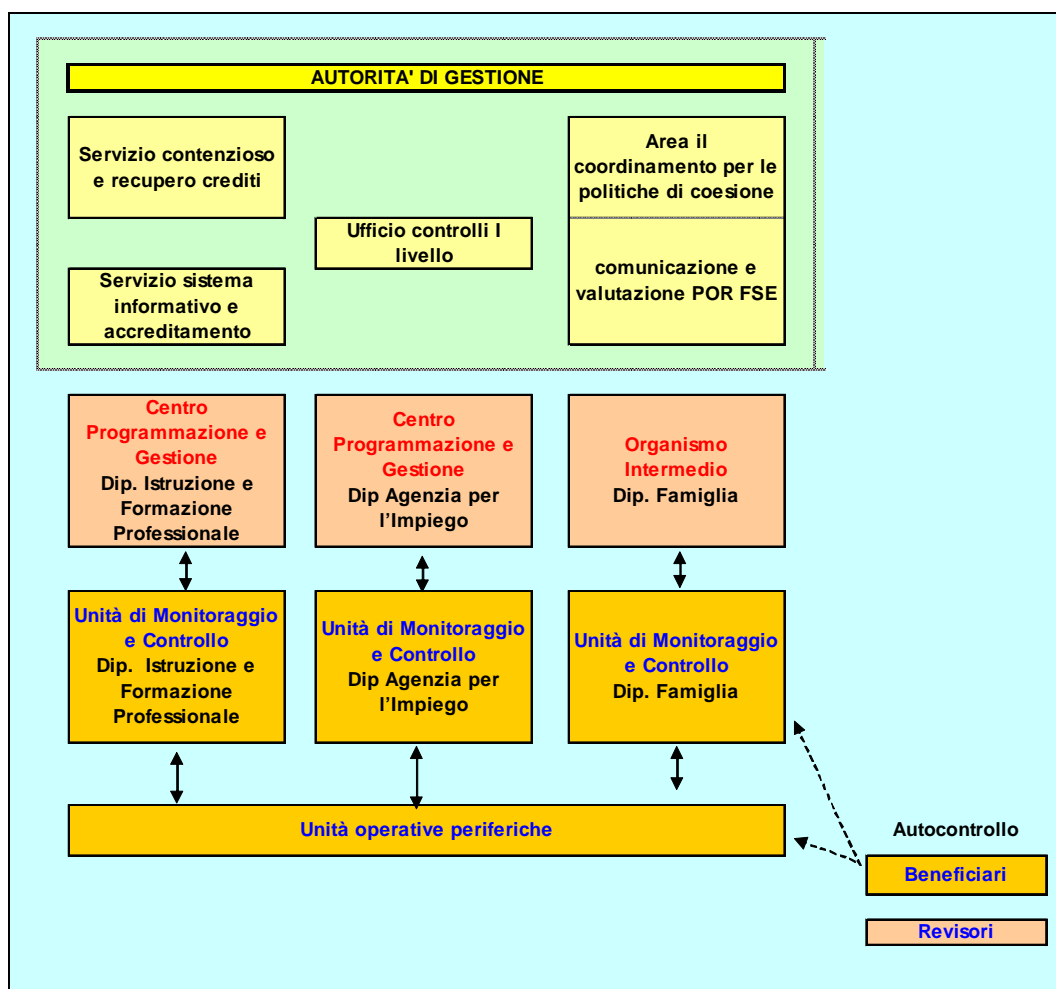 AUTORITA' DI GESTIONE
Servizio contenzioso
e recupero crediti
Area il
coordinamento per le
politiche di coesione
Ufficio controlli I
livello
Servizio sistema
informativo e
accreditamento
comunicazione e
valutazione POR FSE
Centro
Programmazione e
Gestione
Dip. Istruzione e
Formazione
Professionale
Centro
Programmazione e
Gestione
Dip Agenzia per
l’Impiego
Organismo
Intermedio
Dip. Famiglia
Unità di Monitoraggio
e Controllo
Dip. Istruzione e
Formazione
Professionale
Unità di Monitoraggio
e Controllo
Dip Agenzia per
l’Impiego
Unità di Monitoraggio
e Controllo
Dip. Famiglia
Unità operative periferiche
Autocontrollo
Beneficiari
Revisori